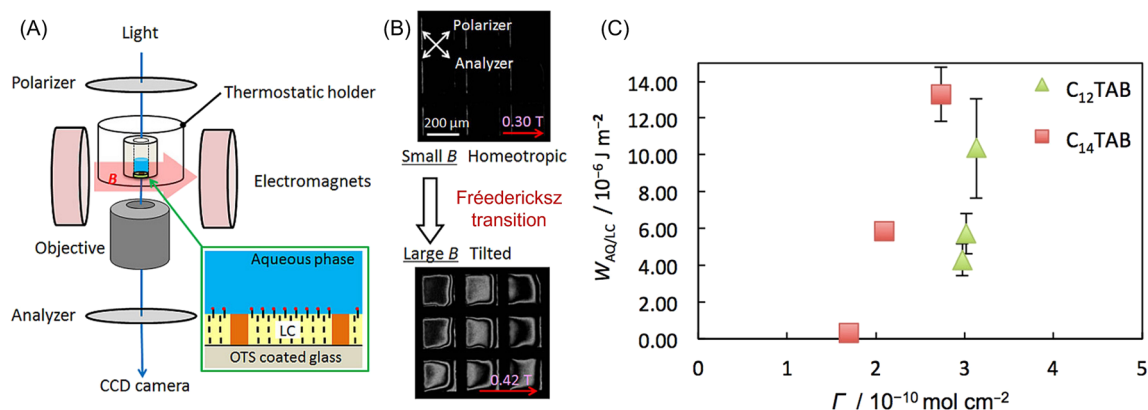 (A)
Light
Polarizer
Thermostatic holder
B
Electromagnets
Objective
Aqueous phase
LC
OTS coated glass
Analyzer
CCD camera
(B)
Polarizer
Analyzer
200 μm
0.30 T
Small B Homeotropic
Fréedericksz
transition
Large B Tilted
0.42 T
(C)
W_AQ/LC / 10⁻⁶ J m⁻²
14.00
12.00
10.00
8.00
6.00
4.00
2.00
0.00
0 1 2 3 4 5
Γ / 10⁻¹⁰ mol cm⁻²
C₁₂TAB
C₁₄TAB